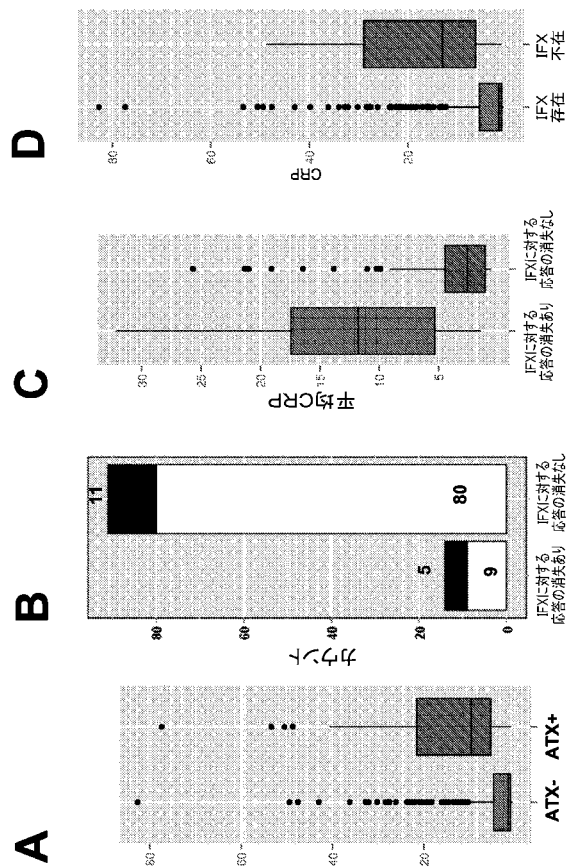 A
80
60
40
20
ATX-
ATX+
B
カウント
80
60
40
20
0
5
9
11
80
IFXに対する
応答の消失あり
IFXに対する
応答の消失なし
C
平均CRP
30
25
20
15
10
5
IFXに対する
応答の消失あり
IFXに対する
応答の消失なし
D
CRP
80
60
40
20
IFX
存在
IFX
不在